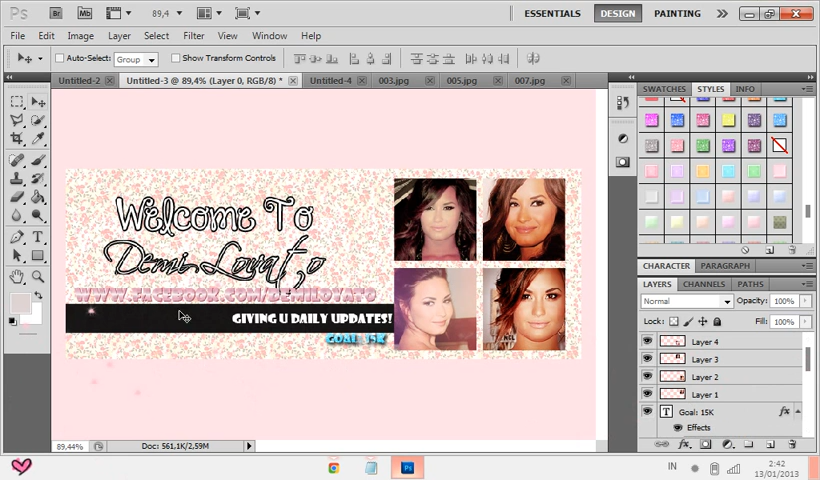 Ps Br Mb 89,4 ESSENTIALS DESIGN PAINTING
File Edit Image Layer Select Filter View Window Help
Auto-Select: Group Show Transform Controls
Untitled-2 Untitled-3 @ 89,4% (Layer 0, RGB/8) * Untitled-4 003.jpg 005.jpg 007.jpg
SWATCHES STYLES INFO
Welcome To
Demi Lovato
WWW.FACEBOOK.COM/DEMILOVATO
GIVING U DAILY UPDATES!
GOAL: 15K
CHARACTER PARAGRAPH
LAYERS CHANNELS PATHS
Normal Opacity: 100%
Lock: Fill: 100%
Layer 4
Layer 3
Layer 2
Layer 1
T Goal: 15K fx
Effects
89,44% Doc: 561,1K/2,59M
Ps IN 2:42
13/01/2013